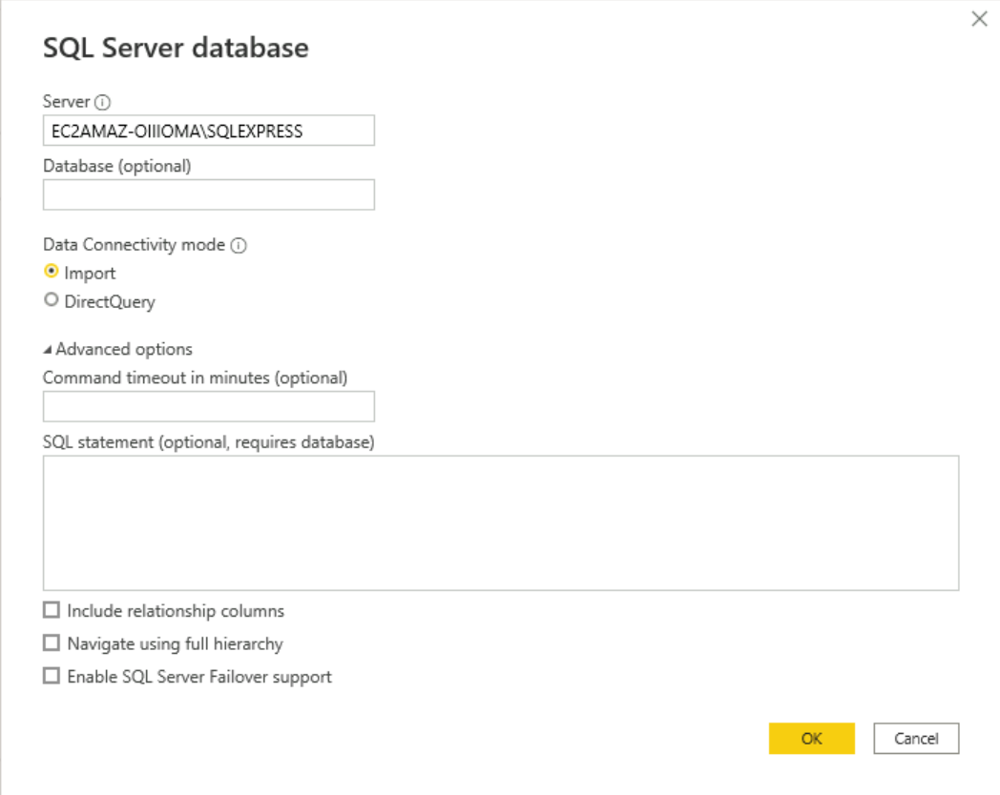 SQL Server database
Server
EC2AMAZ-OIIIOMA\SQLEXPRESS
Database (optional)
Data Connectivity mode
Import
DirectQuery
Advanced options
Command timeout in minutes (optional)
SQL statement (optional, requires database)
Include relationship columns
Navigate using full hierarchy
Enable SQL Server Failover support
OK Cancel